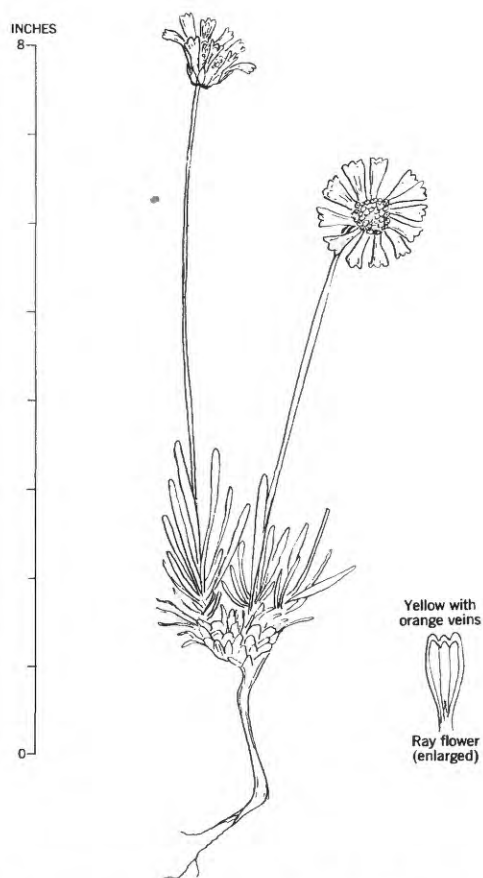 INCHES
8
Yellow with
orange veins
Ray flower
(enlarged)
0